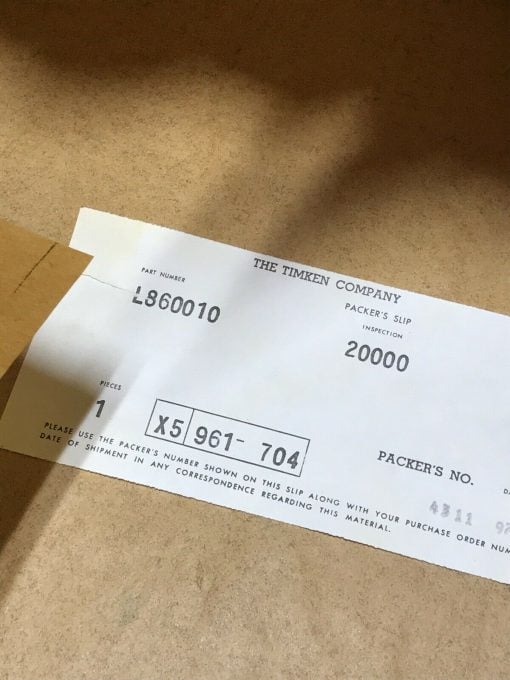 THE TIMKEN COMPANY
PART NUMBER
PACKER'S SLIP
L860010
INSPECTION
20000
PIECES
1
X5 961- 704
PACKER'S NO.
PLEASE USE THE PACKER'S NUMBER SHOWN ON THIS SLIP ALONG WITH YOUR PURCHASE ORDER
DATE OF SHIPMENT IN ANY CORRESPONDENCE REGARDING THIS MATERIAL.
4311